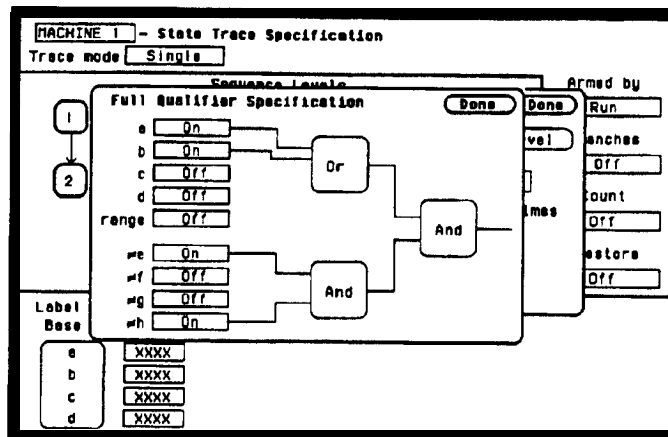 MACHINE 1 - State Trace Specification
Trace mode Single
Sequence Levels
Armed by
Full Qualifier Specification Done Done Run
1
a On
b On
c Off
d Off
range Off
Or
And
2
≠e On
≠f Off
≠g Off
≠h On
And
Off
Off
Off
Label
Base
a XXXX
b XXXX
c XXXX
d XXXX